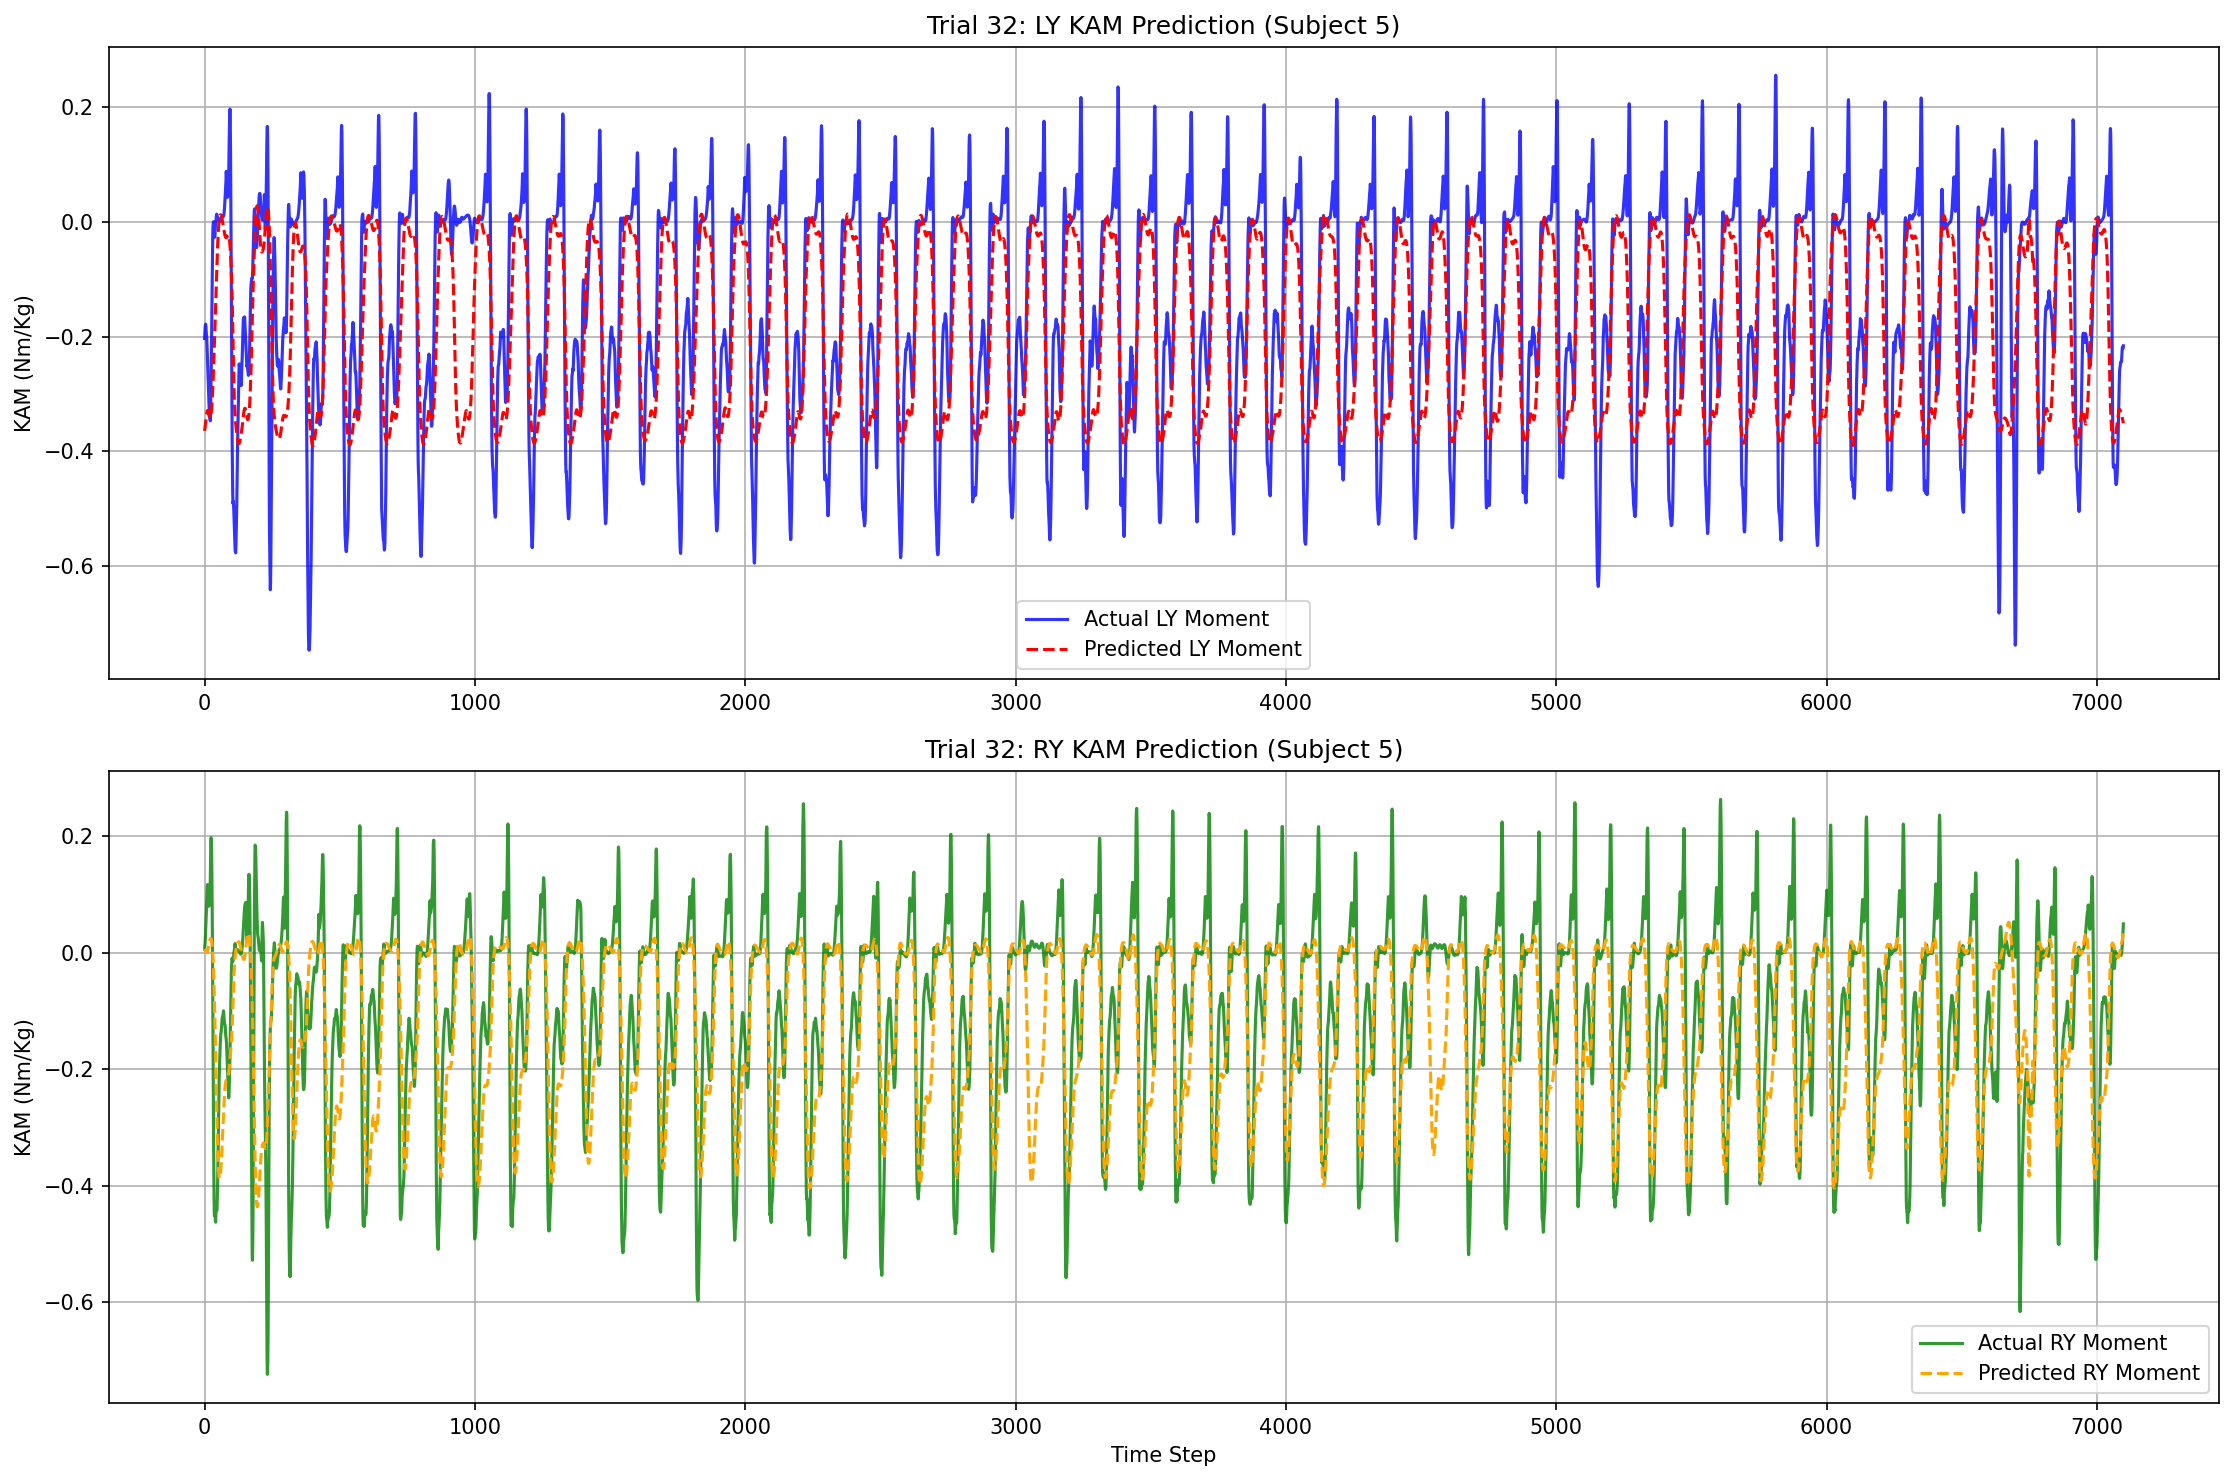 Trial 32: LY KAM Prediction (Subject 5)
KAM (Nm/Kg)
0.2
0.0
−0.2
−0.4
−0.6
Actual LY Moment
Predicted LY Moment
0 1000 2000 3000 4000 5000 6000 7000
Trial 32: RY KAM Prediction (Subject 5)
KAM (Nm/Kg)
0.2
0.0
−0.2
−0.4
−0.6
Actual RY Moment
Predicted RY Moment
0 1000 2000 3000 4000 5000 6000 7000
Time Step